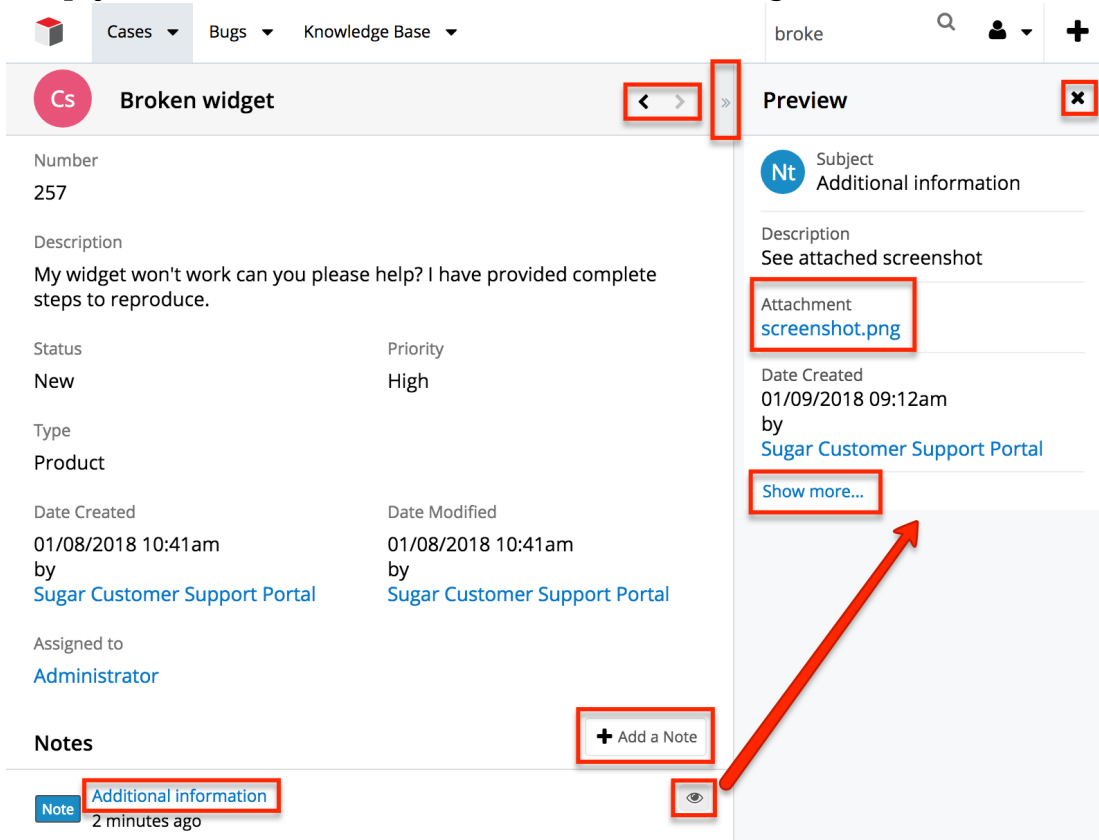 Cases
Bugs
Knowledge Base
broke
Cs
Broken widget
»
Number
257
Description
My widget won't work can you please help? I have provided complete
steps to reproduce.
Status
New
Priority
High
Type
Product
Date Created
01/08/2018 10:41am
by
Sugar Customer Support Portal
Date Modified
01/08/2018 10:41am
by
Sugar Customer Support Portal
Assigned to
Administrator
Notes
Add a Note
Note
Additional information
2 minutes ago
Preview
Nt
Subject
Additional information
Description
See attached screenshot
Attachment
screenshot.png
Date Created
01/09/2018 09:12am
by
Sugar Customer Support Portal
Show more...